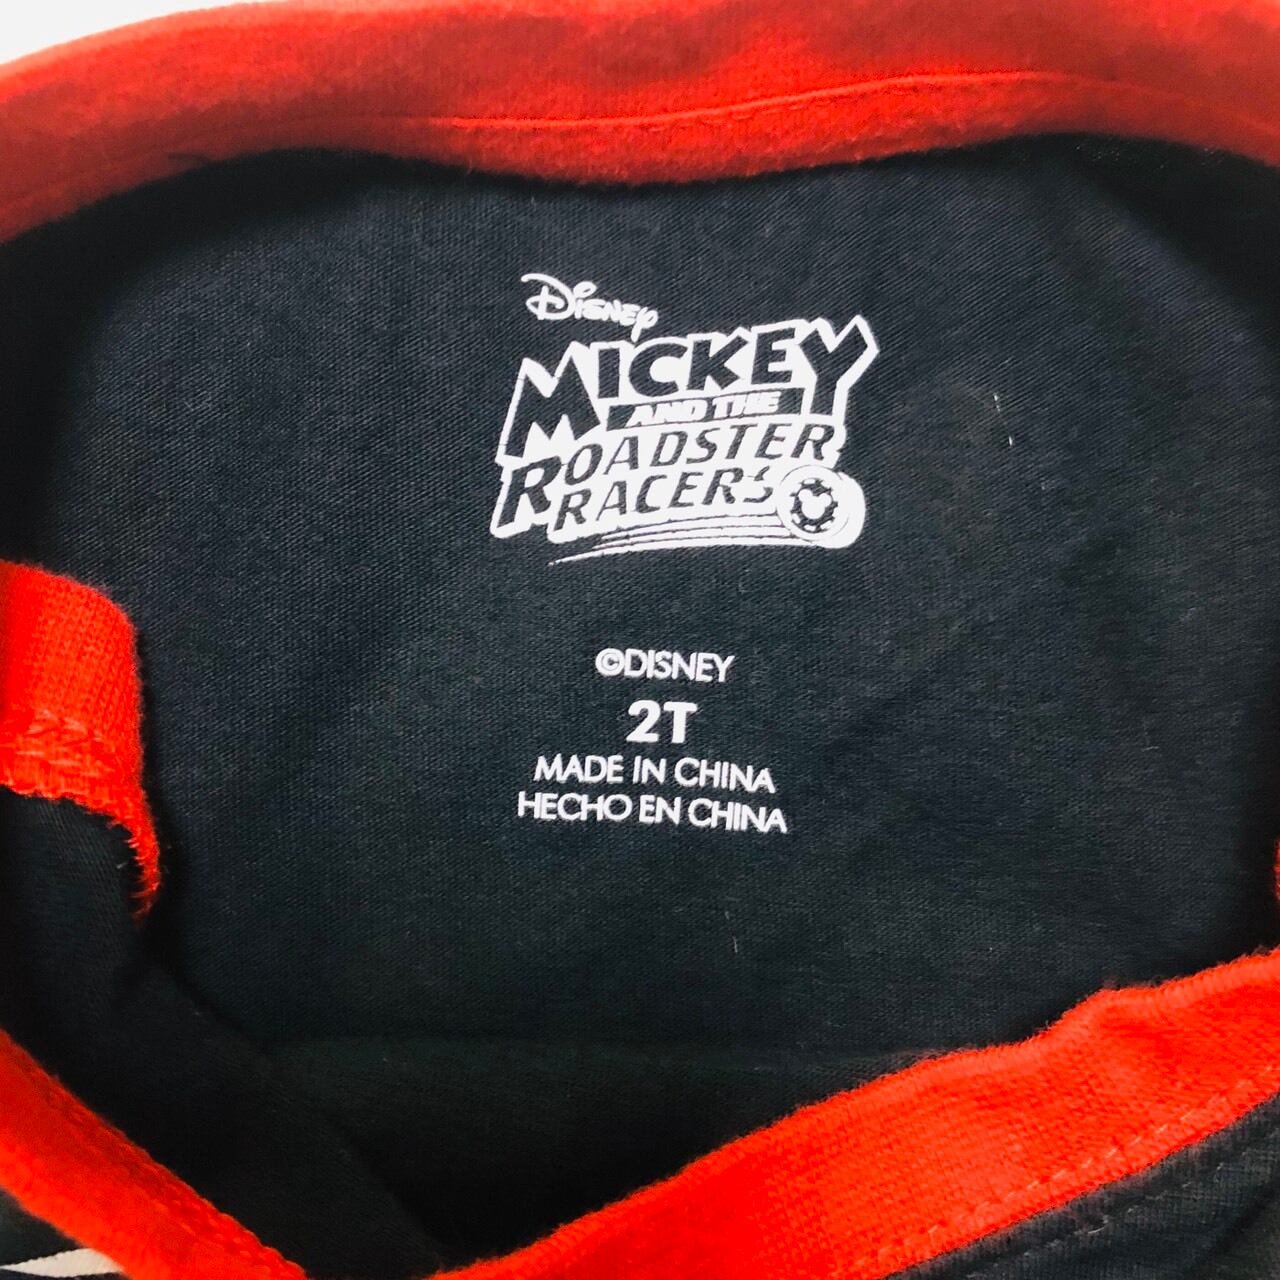 Disney
MICKEY
AND THE
ROADSTER
RACERS
©DISNEY
2T
MADE IN CHINA
HECHO EN CHINA